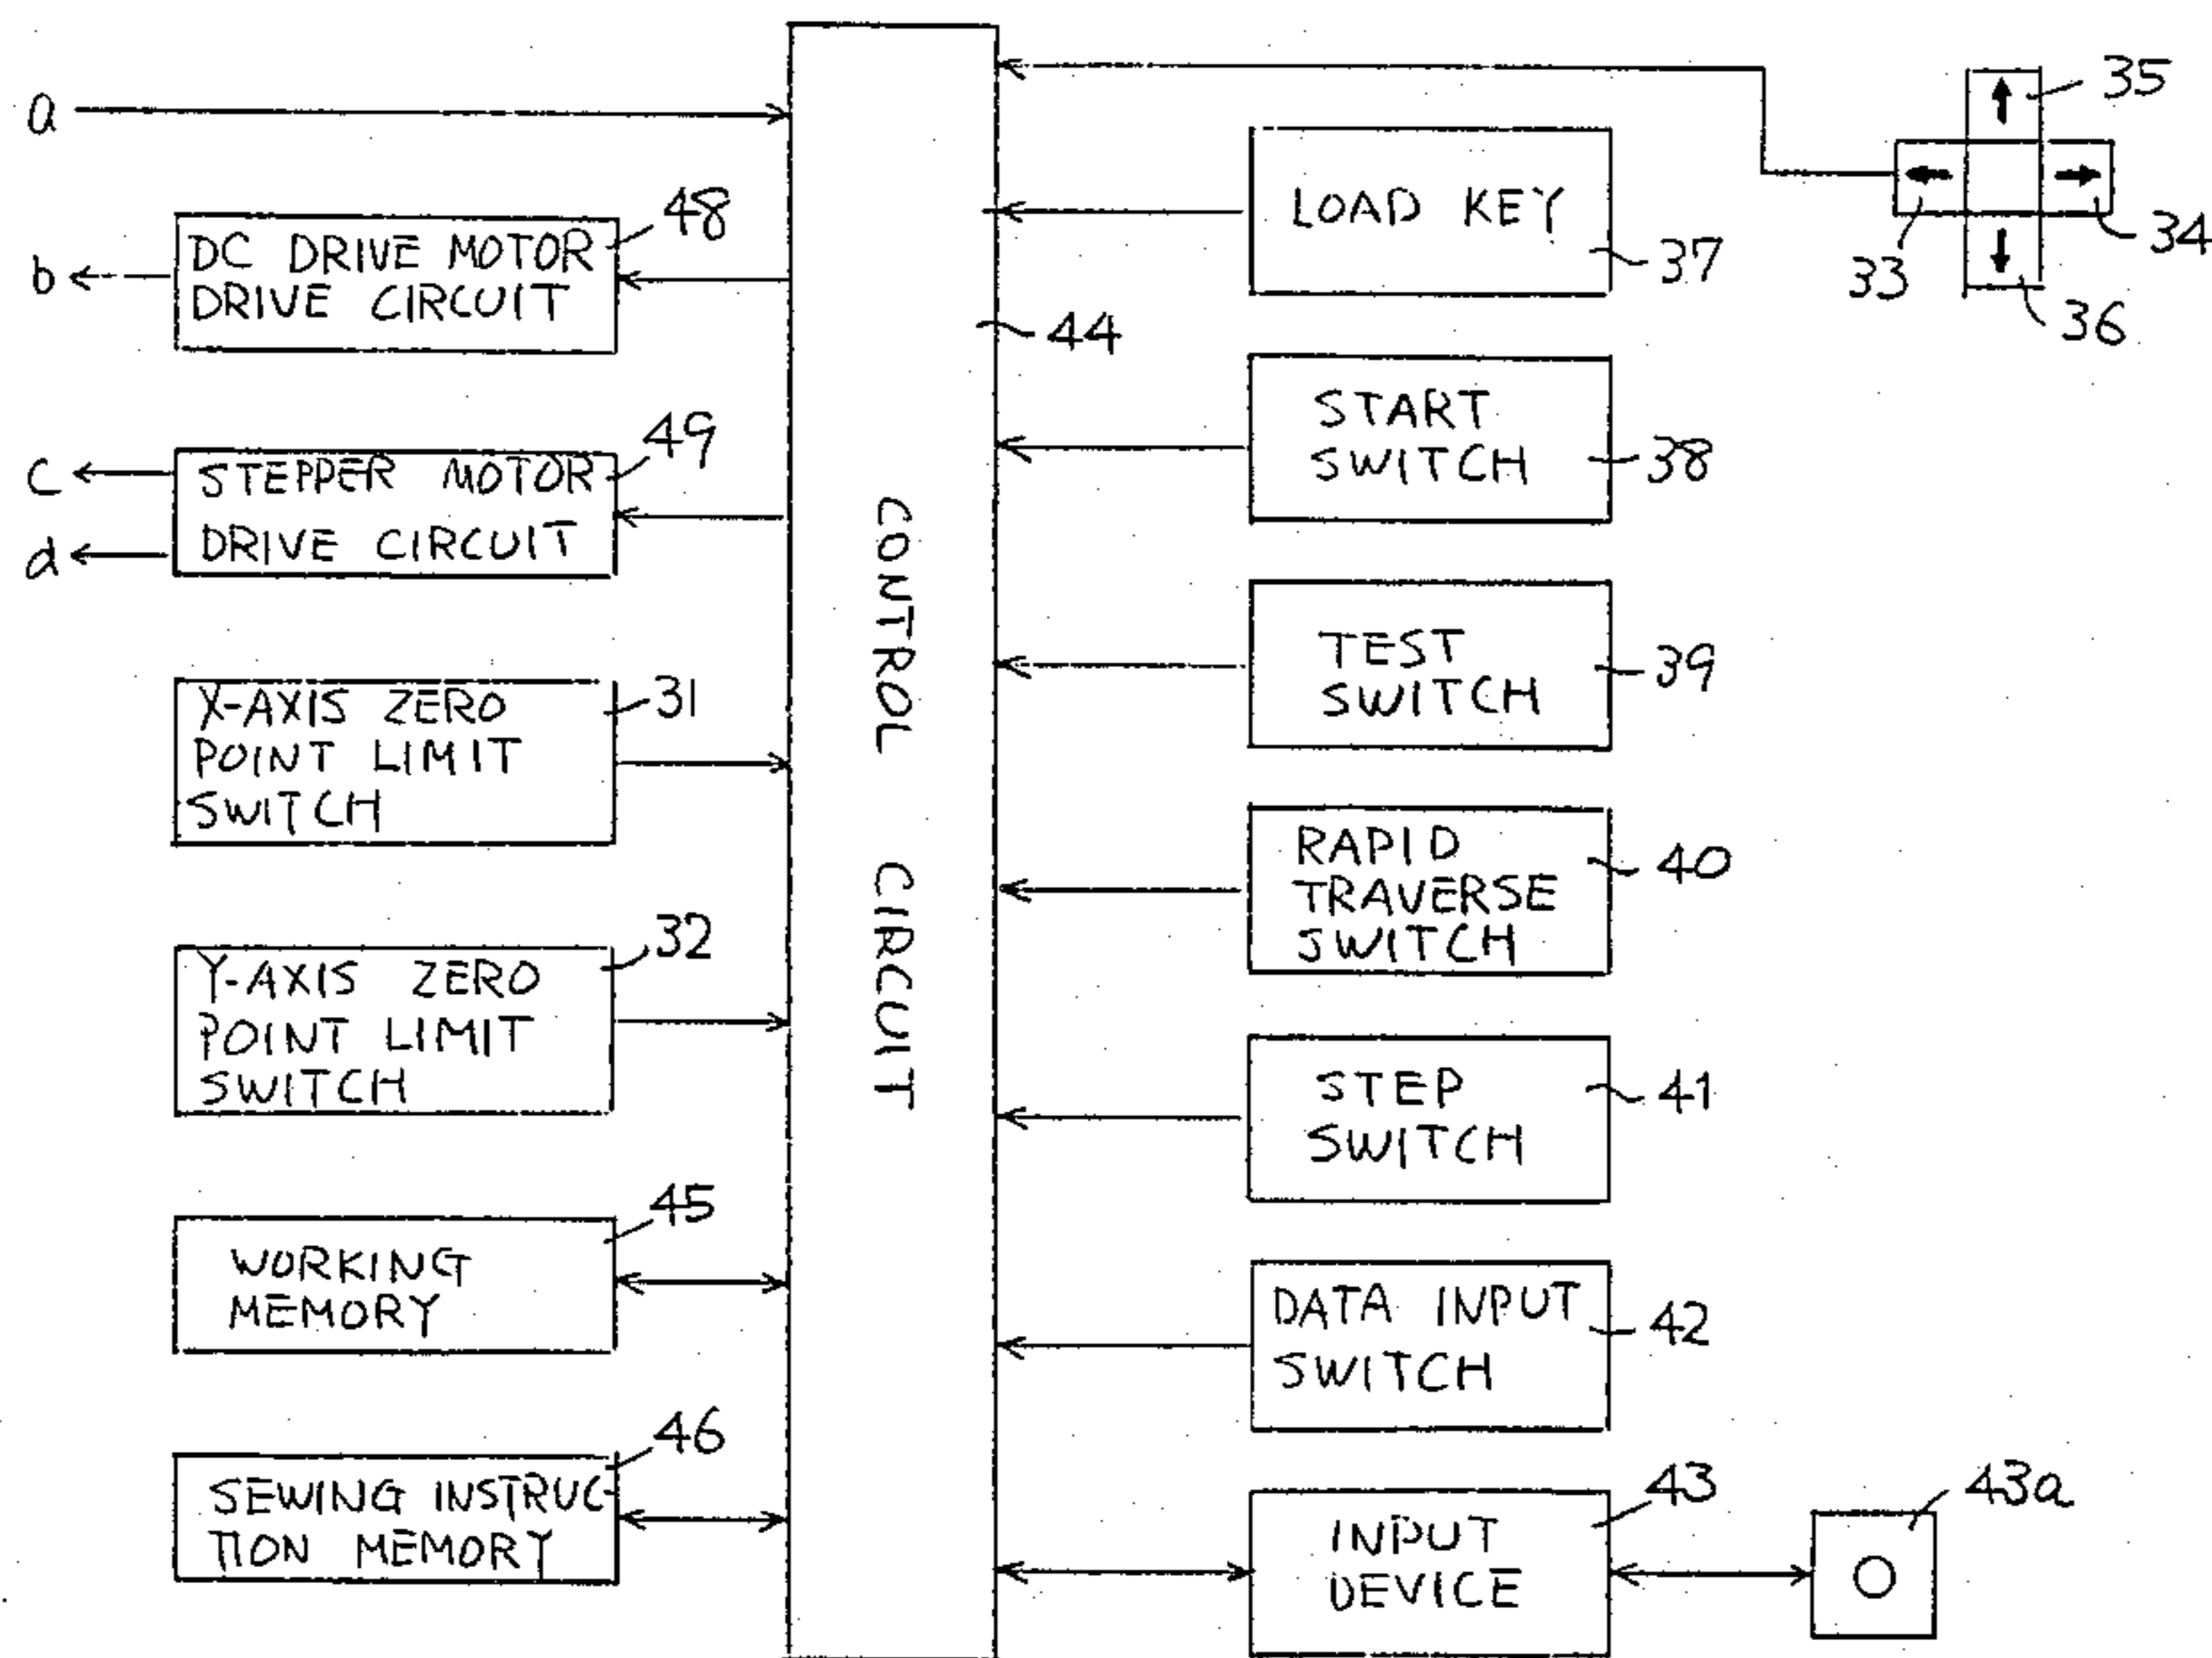 a
DC DRIVE MOTOR
DRIVE CIRCUIT
48
b
STEPPER MOTOR
DRIVE CIRCUIT
49
c
d
X-AXIS ZERO
POINT LIMIT
SWITCH
31
Y-AXIS ZERO
POINT LIMIT
SWITCH
32
WORKING
MEMORY
45
SEWING INSTRUC-
TION MEMORY
46
CONTROL CIRCUIT
44
35
33
34
36
LOAD KEY
37
START
SWITCH
38
TEST
SWITCH
39
RAPID
TRAVERSE
SWITCH
40
STEP
SWITCH
41
DATA INPUT
SWITCH
42
INPUT
DEVICE
43
43a